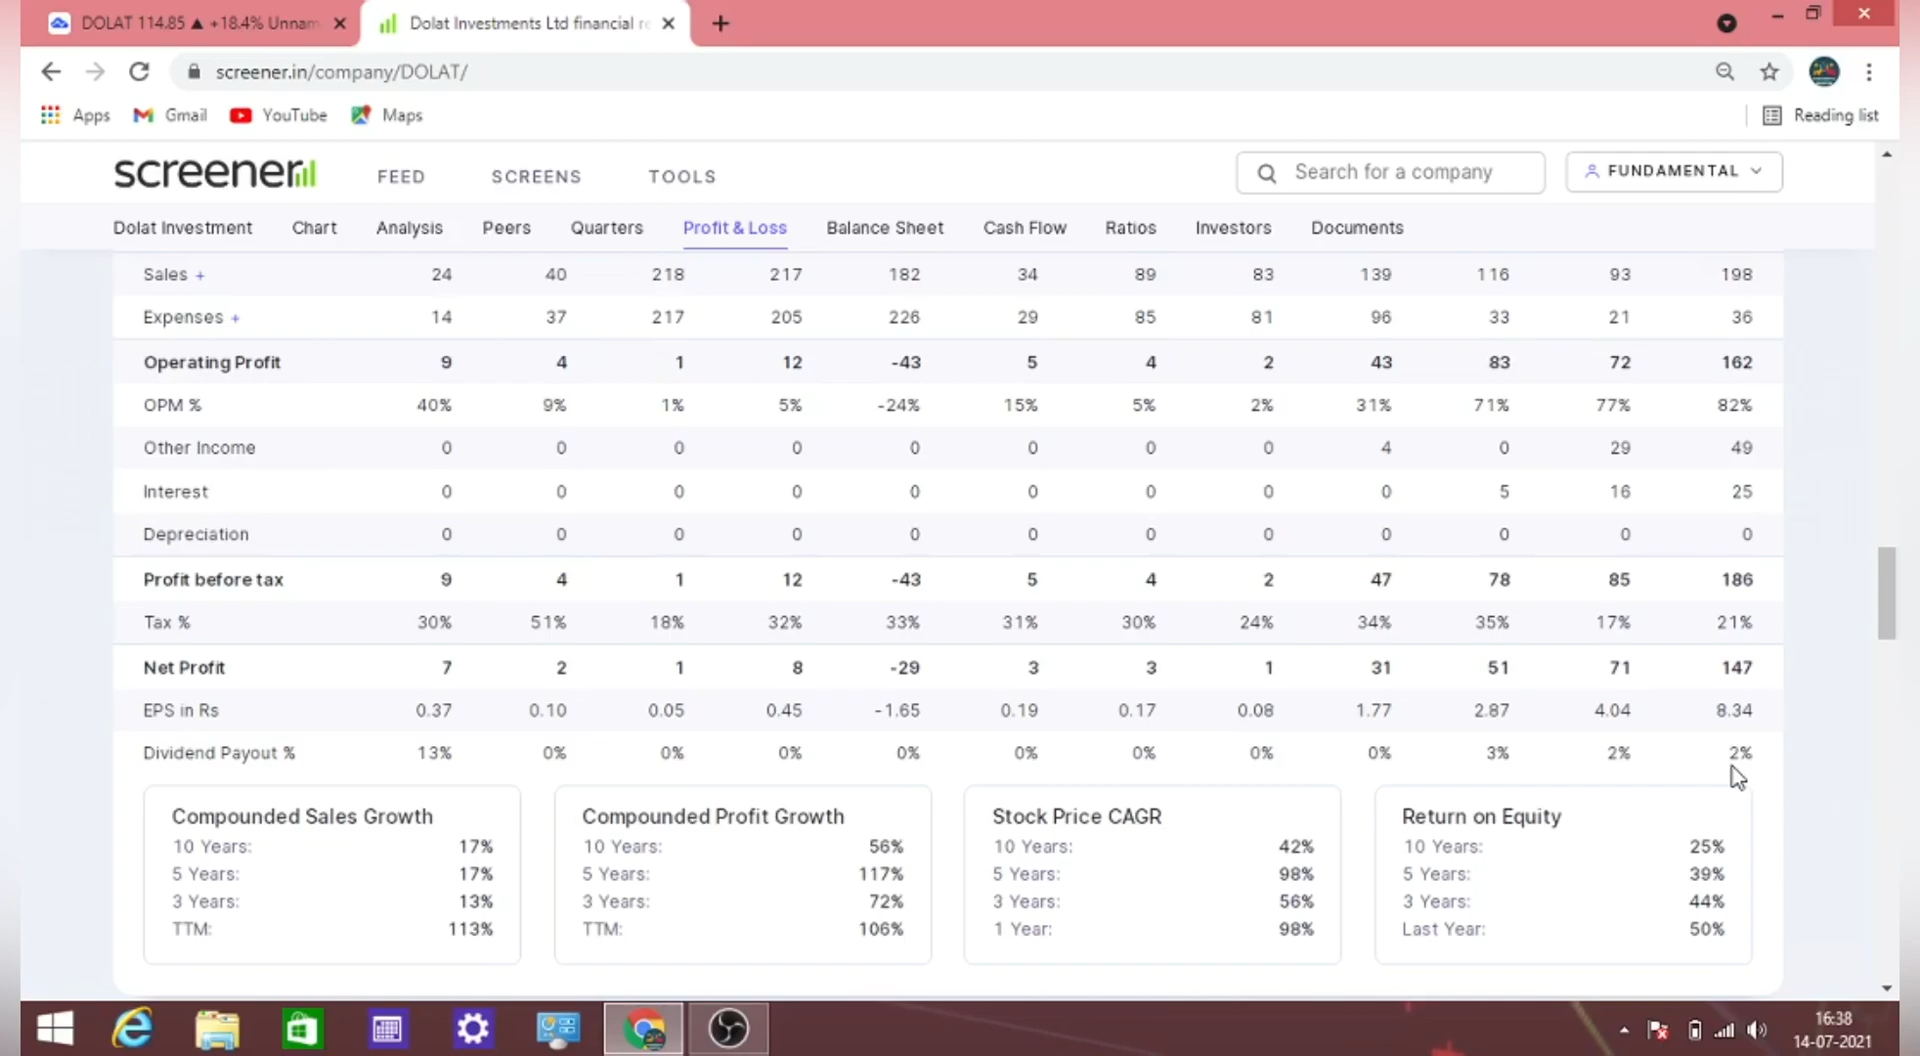 DOLAT 114.85 ▲ +18.4% Unnam
Dolat Investments Ltd financial re
screener.in/company/DOLAT/
Apps Gmail YouTube Maps Reading list
screener FEED SCREENS TOOLS Search for a company FUNDAMENTAL
Dolat Investment Chart Analysis Peers Quarters Profit & Loss Balance Sheet Cash Flow Ratios Investors Documents
Sales + 24 40 218 217 182 34 89 83 139 116 93 198
Expenses + 14 37 217 205 226 29 85 81 96 33 21 36
Operating Profit 9 4 1 12 -43 5 4 2 43 83 72 162
OPM % 40% 9% 1% 5% -24% 15% 5% 2% 31% 71% 77% 82%
Other Income 0 0 0 0 0 0 0 0 4 0 29 49
Interest 0 0 0 0 0 0 0 0 0 5 16 25
Depreciation 0 0 0 0 0 0 0 0 0 0 0 0
Profit before tax 9 4 1 12 -43 5 4 2 47 78 85 186
Tax % 30% 51% 18% 32% 33% 31% 30% 24% 34% 35% 17% 21%
Net Profit 7 2 1 8 -29 3 3 1 31 51 71 147
EPS in Rs 0.37 0.10 0.05 0.45 -1.65 0.19 0.17 0.08 1.77 2.87 4.04 8.34
Dividend Payout % 13% 0% 0% 0% 0% 0% 0% 0% 0% 3% 2% 2%
Compounded Sales Growth
10 Years: 17%
5 Years: 17%
3 Years: 13%
TTM: 113%
Compounded Profit Growth
10 Years: 56%
5 Years: 117%
3 Years: 72%
TTM: 106%
Stock Price CAGR
10 Years: 42%
5 Years: 98%
3 Years: 56%
1 Year: 98%
Return on Equity
10 Years: 25%
5 Years: 39%
3 Years: 44%
Last Year: 50%
16:38
14-07-2021